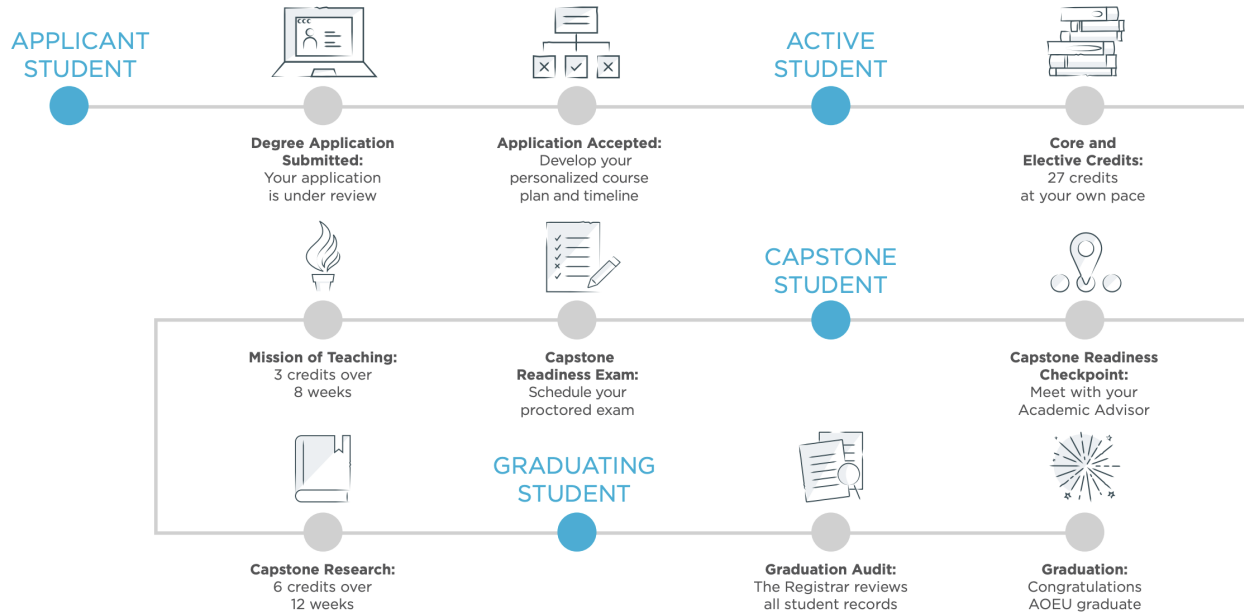 APPLICANT
STUDENT
Degree Application
Submitted:
Your application
is under review
Application Accepted:
Develop your
personalized course
plan and timeline
ACTIVE
STUDENT
Core and
Elective Credits:
27 credits
at your own pace
Mission of Teaching:
3 credits over
8 weeks
Capstone
Readiness Exam:
Schedule your
proctored exam
CAPSTONE
STUDENT
Capstone Readiness
Checkpoint:
Meet with your
Academic Advisor
Capstone Research:
6 credits over
12 weeks
GRADUATING
STUDENT
Graduation Audit:
The Registrar reviews
all student records
Graduation:
Congratulations
AOEU graduate